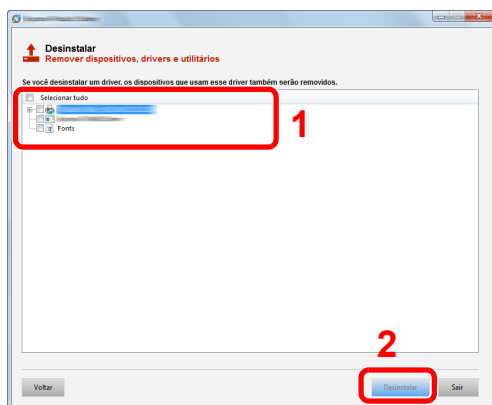 Desinstalar
Remover dispositivos, drivers e utilitários
Se você desinstalar um driver, os dispositivos que usam esse driver também serão removidos.
Selecionar tudo
Fonts
1
2
Voltar
Desinstalar
Sair